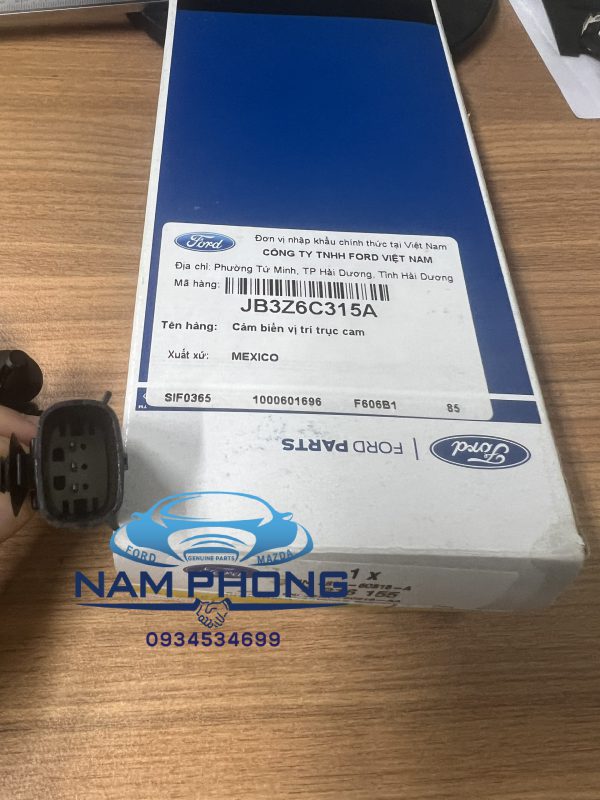 Ford
Đơn vị nhập khẩu chính thức tại Việt Nam
CÔNG TY TNHH FORD VIỆT NAM
Địa chỉ: Phường Tứ Minh, TP Hải Dương, Tỉnh Hải Dương
Mã hàng:
JB3Z6C315A
Tên hàng: Cảm biến vị trí trục cam
Xuất xứ: MEXICO
SIF0365 1000601696 F606B1 85
FORD PARTS Ford
FORD GENUINE PARTS MAZDA
1 x
NAM PHONG
155
0934534699